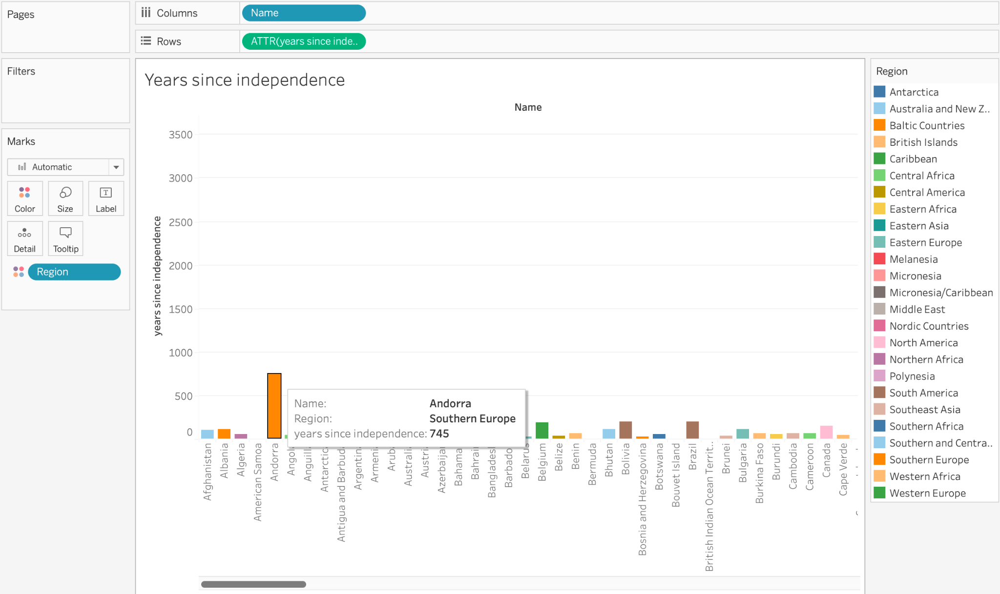 Pages
Columns
Name
Rows
ATTR(years since inde..
Filters
Marks
Automatic
Color
Size
Label
Detail
Tooltip
Region
Years since independence
Name
years since independence
3500
3000
2500
2000
1500
1000
500
0
Name: Andorra
Region: Southern Europe
years since independence: 745
Afghanistan
Albania
Algeria
American Samoa
Andorra
Angol
Anguill
Antarctic
Antigua and Barbud
Argentin
Armeni
Arub
Australi
Austri
Azerbaijar
Bahama
Bahrai
Banglades
Barbado
Belarus
Belgium
Belize
Benin
Bermuda
Bhutan
Bolivia
Bosnia and Herzegovina
Botswana
Bouvet Island
Brazil
British Indian Ocean Territ..
Brunei
Bulgaria
Burkina Faso
Burundi
Cambodia
Cameroon
Canada
Cape Verde
Region
Antarctica
Australia and New Z..
Baltic Countries
British Islands
Caribbean
Central Africa
Central America
Eastern Africa
Eastern Asia
Eastern Europe
Melanesia
Micronesia
Micronesia/Caribbean
Middle East
Nordic Countries
North America
Northern Africa
Polynesia
South America
Southeast Asia
Southern Africa
Southern and Centra..
Southern Europe
Western Africa
Western Europe